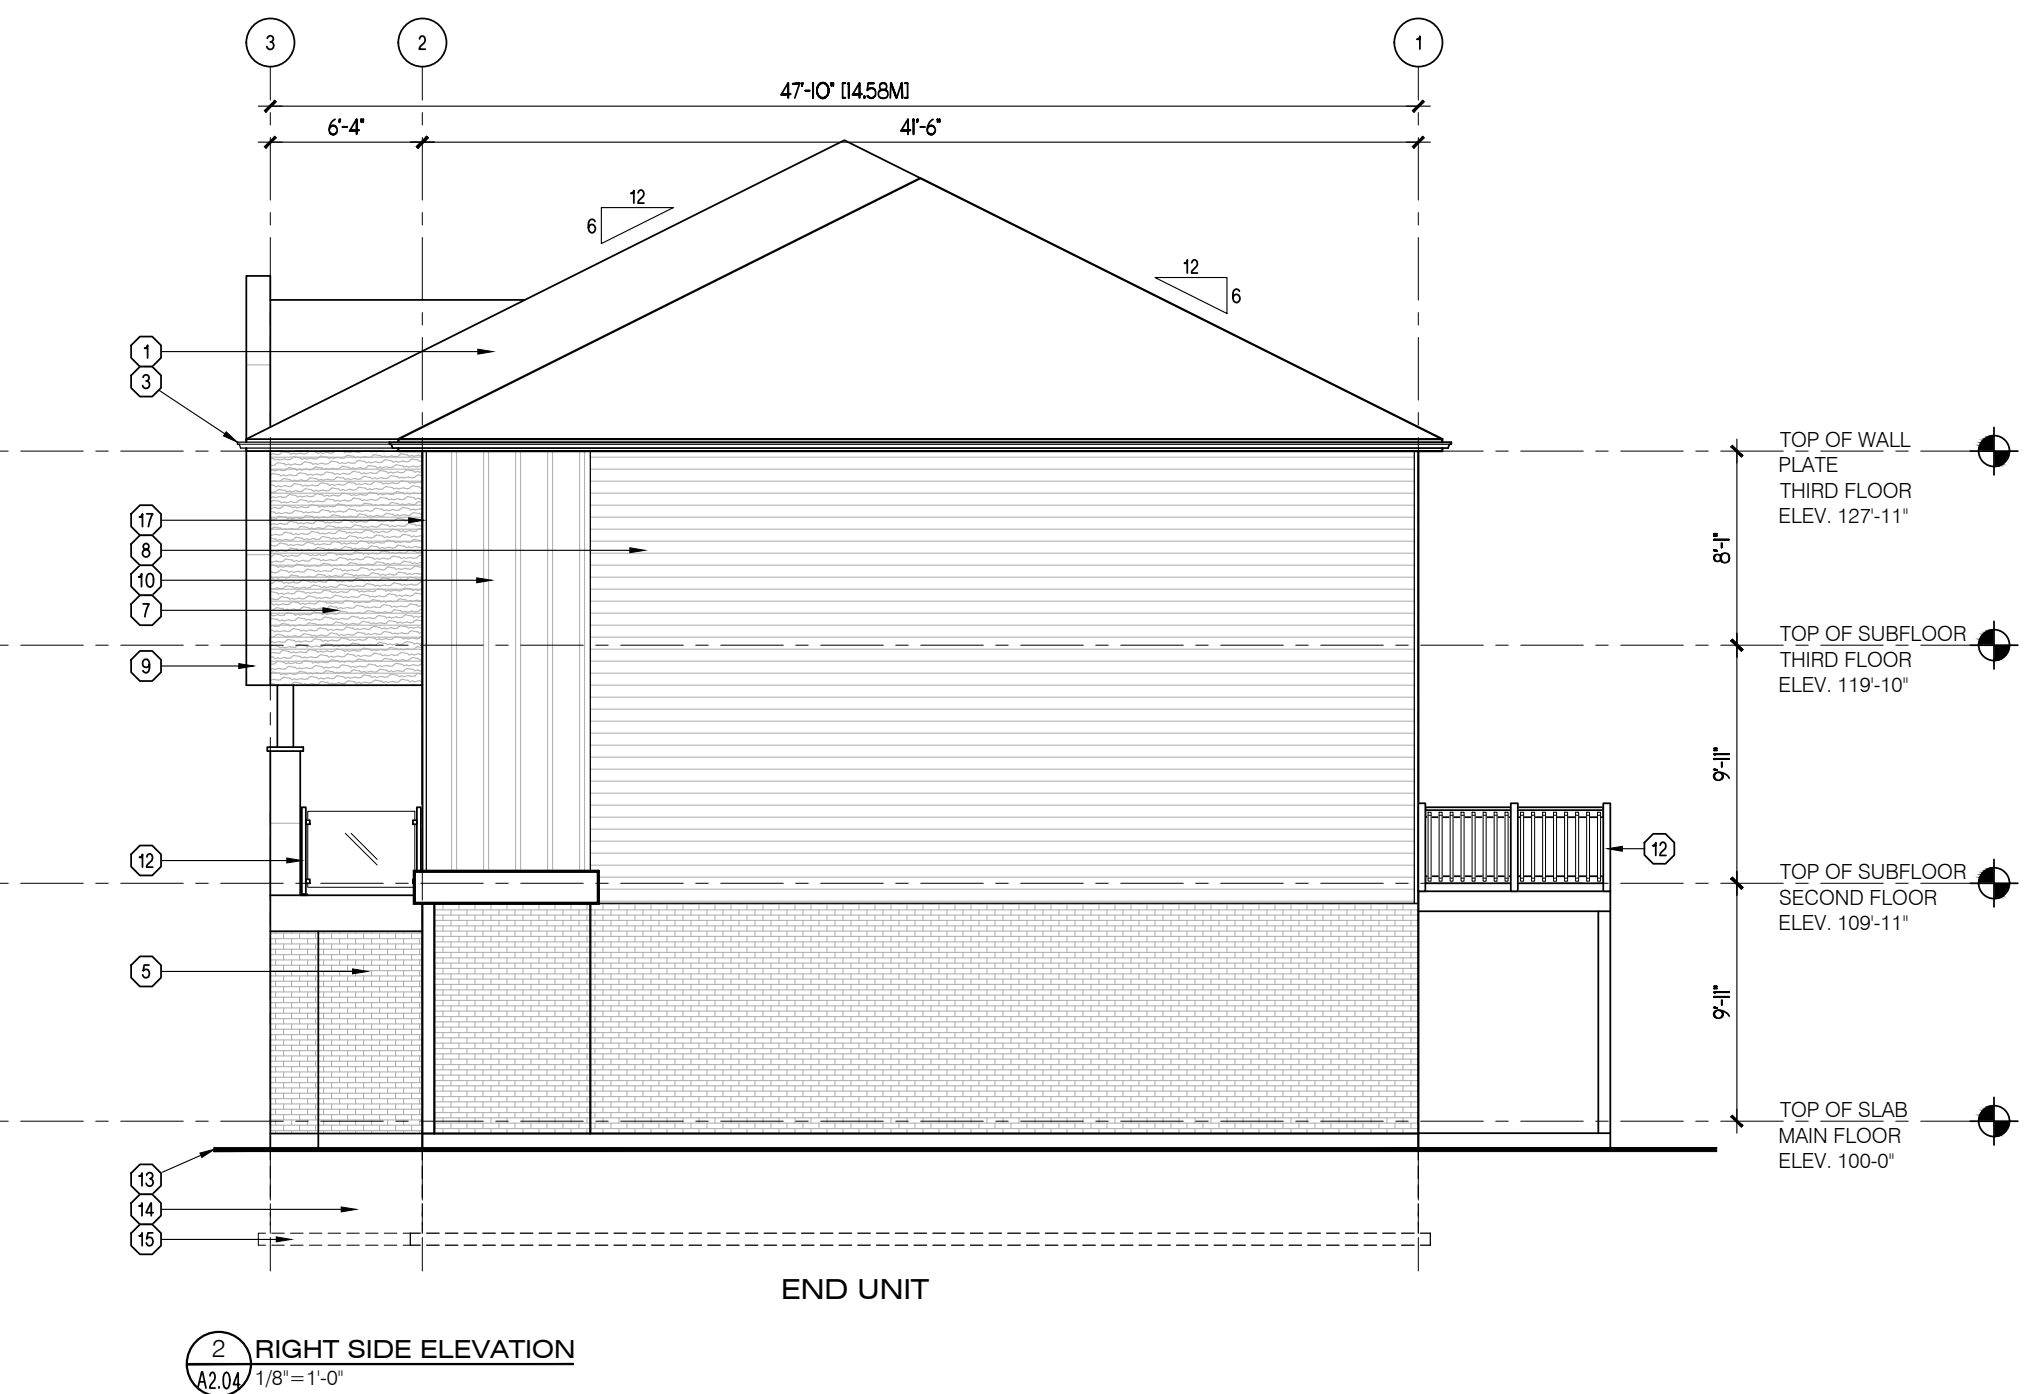 3 2 1
47'-10" [14.58M]
6'-4" 41'-6"
12
6
12
6
1
3
TOP OF WALL
PLATE
THIRD FLOOR
ELEV. 127'-11"
17
8
10
7
9
8'-1"
TOP OF SUBFLOOR
THIRD FLOOR
ELEV. 119'-10"
9'-11"
12
12
TOP OF SUBFLOOR
SECOND FLOOR
ELEV. 109'-11"
5
9'-11"
TOP OF SLAB
MAIN FLOOR
ELEV. 100-0"
13
14
15
END UNIT
2 RIGHT SIDE ELEVATION
A2.04 1/8"=1'-0"